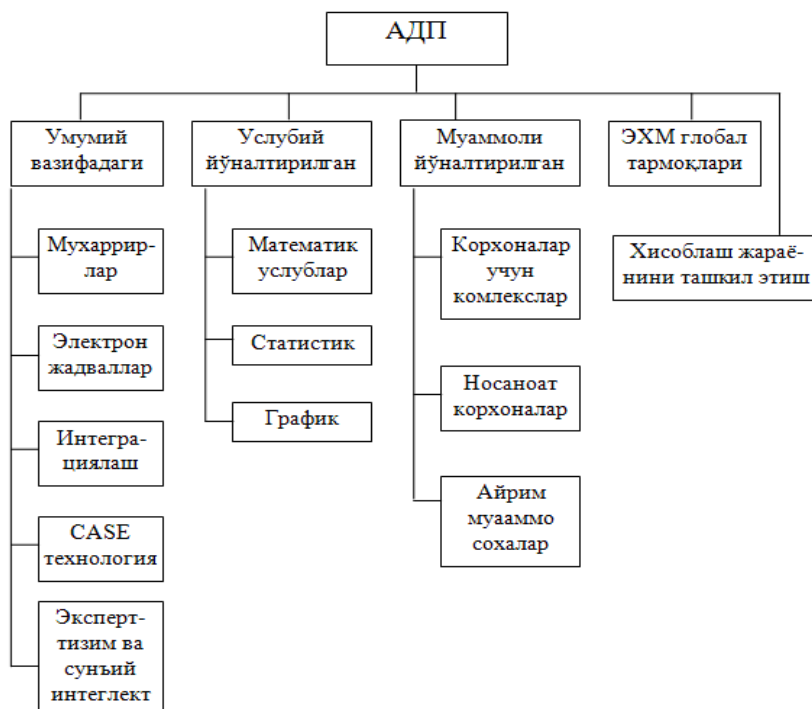 АДП
Умумий
вазифадаги
Услубий
йўналтирилган
Муаммоли
йўналтирилган
ЭХМ глобал
тармоқлари
Хисоблаш жараё-
нини ташкил этиш
Мухаррир-
лар
Электрон
жадваллар
Интегра-
циялаш
CASE
технология
Эксперт-
тизим ва
сунъий
интеглект
Математик
услублар
Статистик
График
Корхоналар
учун
комлекслар
Носаноат
корхоналар
Айрим
муааммо
сохалар